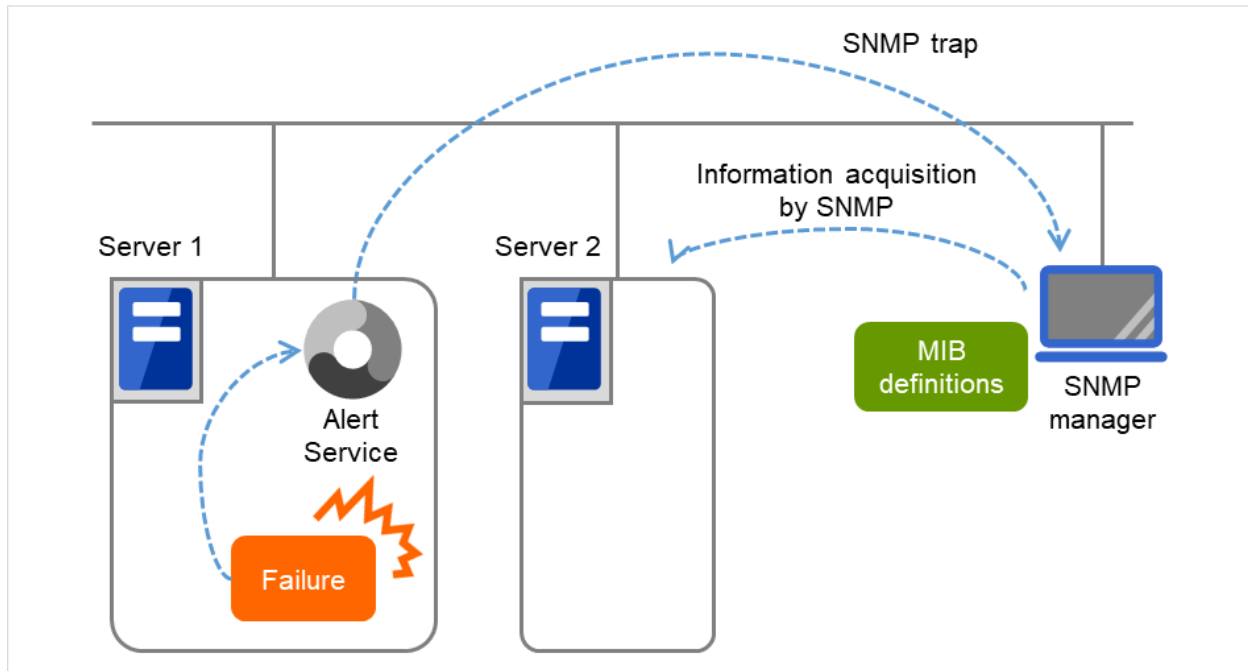 SNMP trap
Information acquisition
by SNMP
Server 1
Server 2
Alert
Service
Failure
MIB
definitions
SNMP
manager